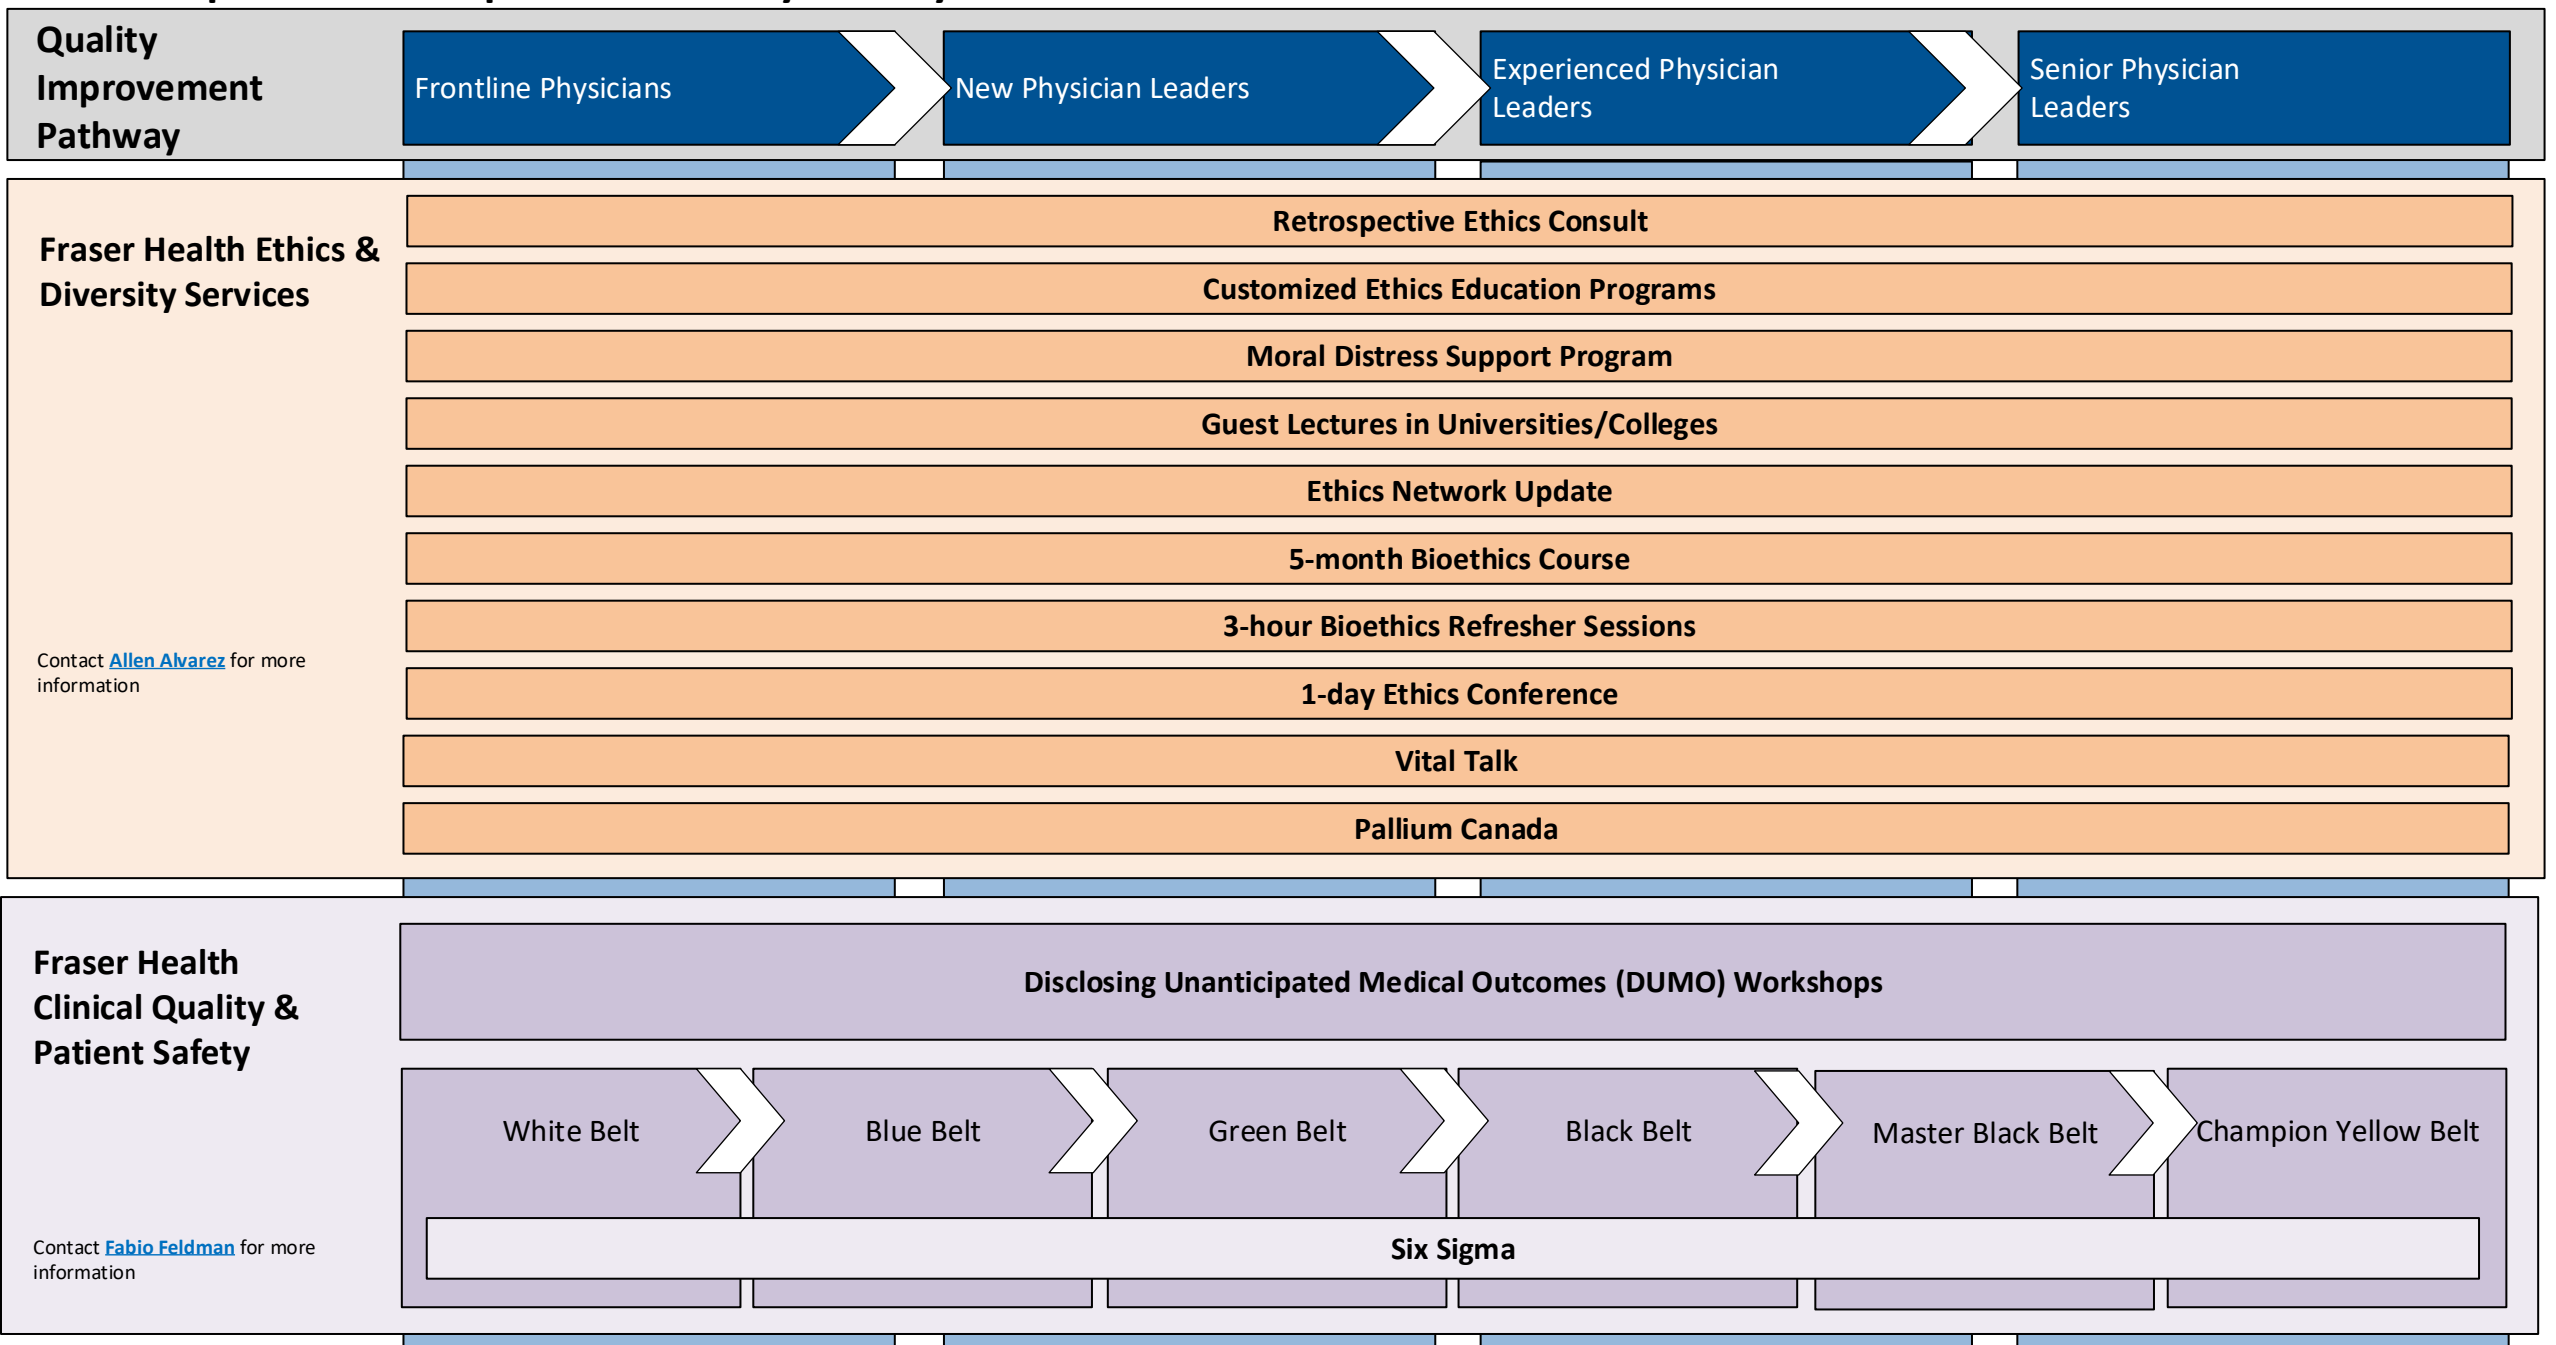 Quality
Improvement
Pathway
Frontline Physicians
New Physician Leaders
Experienced Physician
Leaders
Senior Physician
Leaders
Fraser Health Ethics &
Diversity Services
Contact Allen Alvarez for more
information
Retrospective Ethics Consult
Customized Ethics Education Programs
Moral Distress Support Program
Guest Lectures in Universities/Colleges
Ethics Network Update
5-month Bioethics Course
3-hour Bioethics Refresher Sessions
1-day Ethics Conference
Vital Talk
Pallium Canada
Fraser Health
Clinical Quality &
Patient Safety
Contact Fabio Feldman for more
information
Disclosing Unanticipated Medical Outcomes (DUMO) Workshops
White Belt
Blue Belt
Green Belt
Black Belt
Master Black Belt
Champion Yellow Belt
Six Sigma